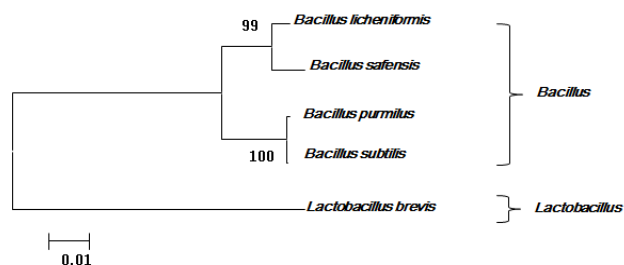 Bacillus licheniformis
99
Bacillus safensis
Bacillus
Bacillus purmilus
Bacillus subtilis
100
Lactobacillus brevis
Lactobacillus
0.01